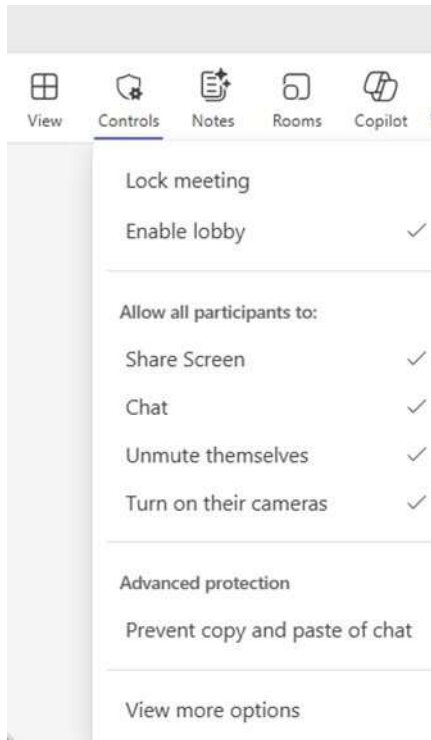 View Controls Notes Rooms Copilot
Lock meeting
Enable lobby
Allow all participants to:
Share Screen
Chat
Unmute themselves
Turn on their cameras
Advanced protection
Prevent copy and paste of chat
View more options